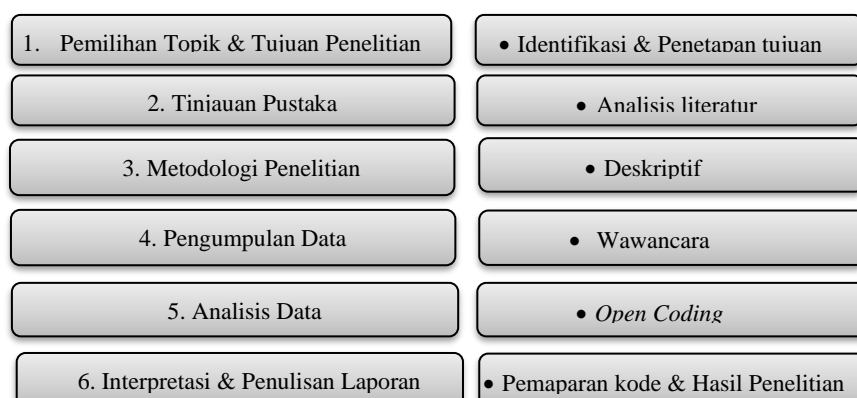 1. Pemilihan Topik & Tujuan Penelitian
• Identifikasi & Penetapan tujuan
2. Tinjauan Pustaka
• Analisis literatur
3. Metodologi Penelitian
• Deskriptif
4. Pengumpulan Data
• Wawancara
5. Analisis Data
• Open Coding
6. Interpretasi & Penulisan Laporan
• Pemaparan kode & Hasil Penelitian